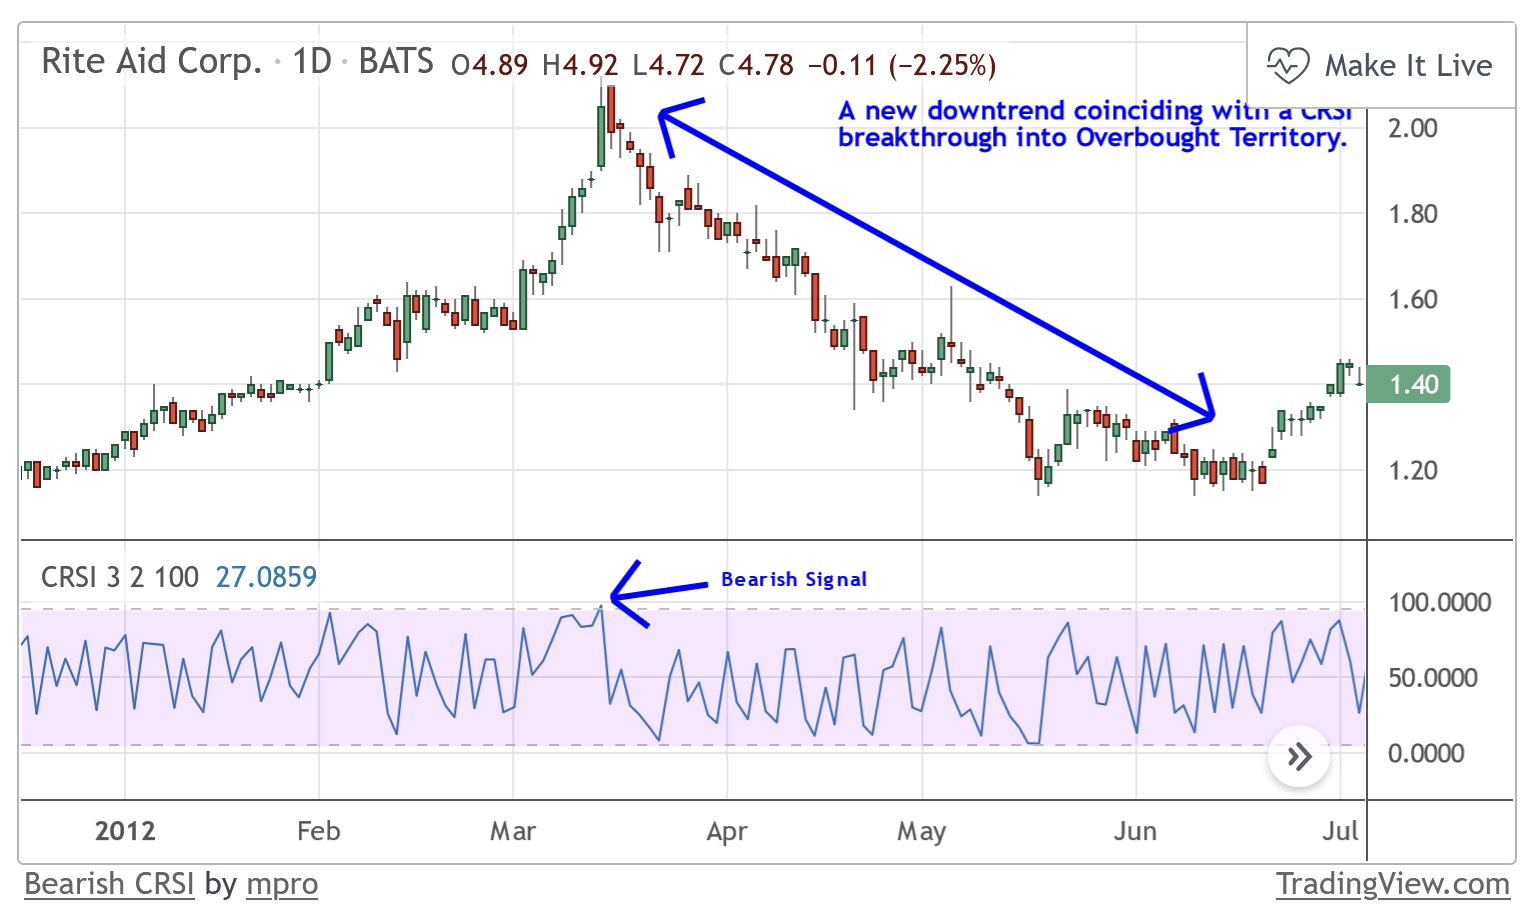 Rite Aid Corp. · 1D · BATS O4.89 H4.92 L4.72 C4.78 −0.11 (−2.25%)
Make It Live
A new downtrend coinciding with a CRSI
breakthrough into Overbought Territory.
2.00
1.80
1.60
1.40
1.20
CRSI 3 2 100 27.0859
Bearish Signal
100.0000
50.0000
0.0000
2012 Feb Mar Apr May Jun Jul
Bearish CRSI by mpro
TradingView.com